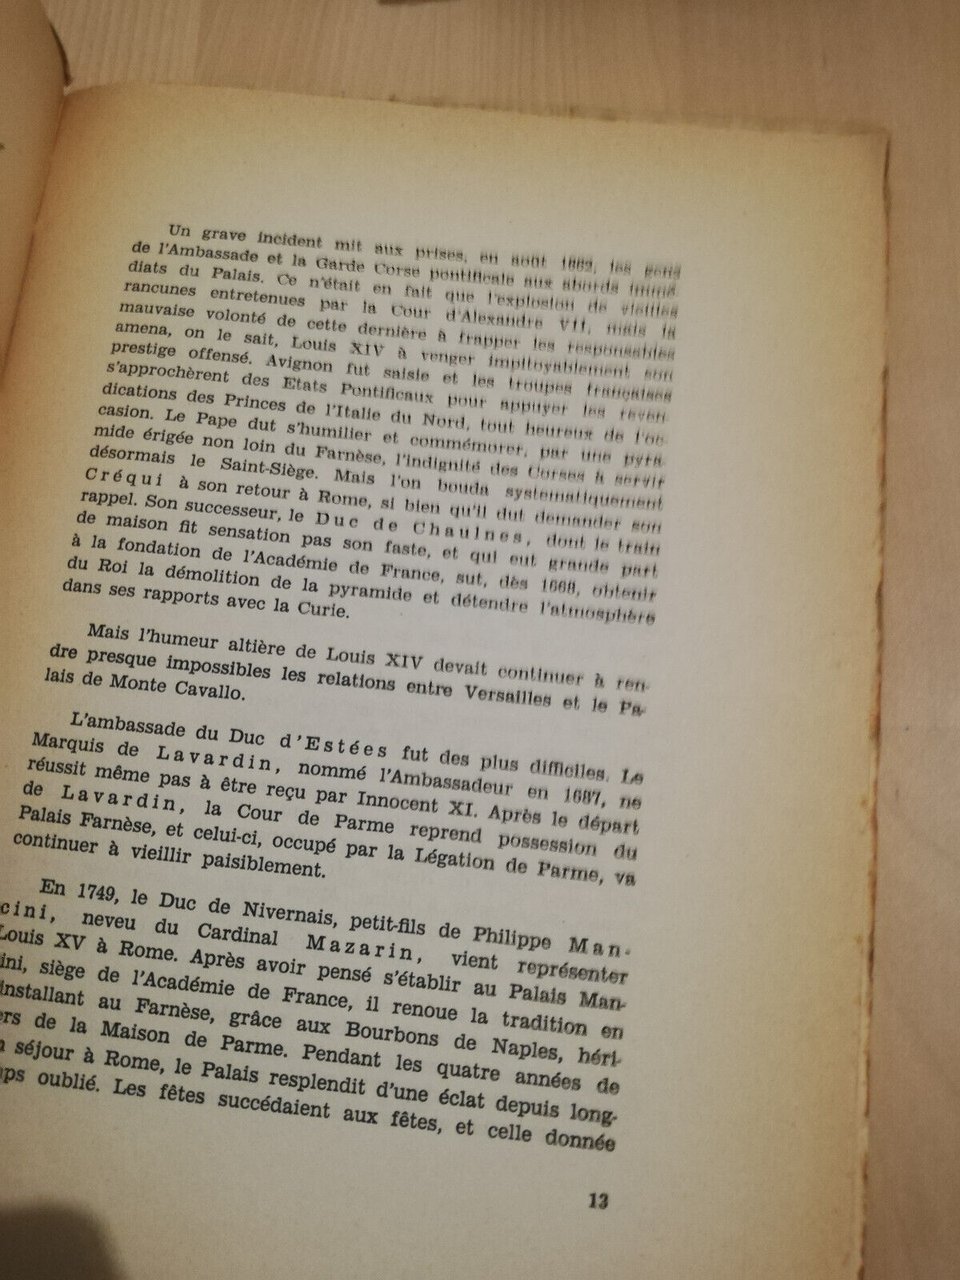 Un grave incident mit aux prises, en août 1662, les gens
de l'Ambassade et la Garde Corse pontificale aux abords immé-
diats du Palais. Ce n'était en fait que l'explosion de vieilles
rancunes entretenues par la Cour d'Alexandre VII, mais la
mauvaise volonté de cette dernière à frapper les responsables
amena, on le sait, Louis XIV à venger impitoyablement son
prestige offensé. Avignon fut saisie et les troupes françaises
s'approchèrent des Etats Pontificaux pour appuyer les reven-
dications des Princes de l'Italie du Nord, tout heureux de l'oc-
casion. Le Pape dut s'humilier et commémorer, par une pyra-
mide érigée non loin du Farnèse, l'indignité des Corses à servir
désormais le Saint-Siège. Mais l'on bouda systematiquement
Créqui à son retour à Rome, si bien qu'il dut demander son
rappel. Son successeur, le Duc de Chaulnes, dont le train
de maison fit sensation pas son faste, et qui eut grande part
à la fondation de l'Académie de France, sut, dès 1668, obtenir
du Roi la démolition de la pyramide et détendre l'atmosphère
dans ses rapports avec la Curie.
Mais l'humeur altière de Louis XIV devait continuer à ren-
dre presque impossibles les relations entre Versailles et le Pa-
lais de Monte Cavallo.
L'ambassade du Duc d'Estées fut des plus difficiles. Le
Marquis de Lavardin, nommé l'Ambassadeur en 1687, ne
réussit même pas à être reçu par Innocent XI. Après le départ
de Lavardin, la Cour de Parme reprend possession du
Palais Farnèse, et celui-ci, occupé par la Légation de Parme, va
continuer à vieillir paisiblement.
En 1749, le Duc de Nivernais, petit-fils de Philippe Man-
cini, neveu du Cardinal Mazarin, vient représenter
Louis XV à Rome. Après avoir pensé s'établir au Palais Man-
ini, siège de l'Académie de France, il renoue la tradition en
installant au Farnèse, grâce aux Bourbons de Naples, héri-
ers de la Maison de Parme. Pendant les quatre années de
séjour à Rome, le Palais resplendit d'une éclat depuis long-
ps oublié. Les fêtes succédaient aux fêtes, et celle donnée
13